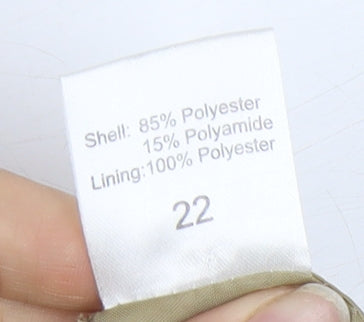 Shell: 85% Polyester
15% Polyamide
Lining:100% Polyester
22